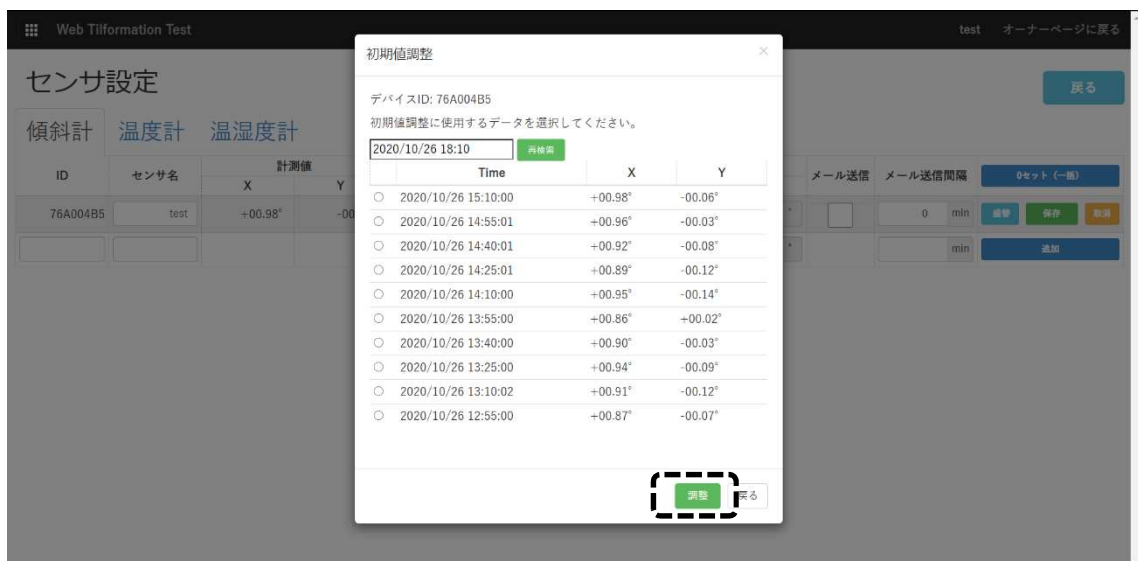 Web Tilformation Test
test オーナーページに戻る
センサ設定
戻る
傾斜計 温度計 温湿度計
ID センサ名 計測値 X Y メール送信 メール送信間隔 0セット（一括）
76A004B5 test +00.98° -00 ° 0 min 保存 取消
° min 追加
初期値調整 ×
デバイスID: 76A004B5
初期値調整に使用するデータを選択してください。
2020/10/26 18:10 再検索
Time X Y
2020/10/26 15:10:00 +00.98° -00.06°
2020/10/26 14:55:01 +00.96° -00.03°
2020/10/26 14:40:01 +00.92° -00.08°
2020/10/26 14:25:01 +00.89° -00.12°
2020/10/26 14:10:00 +00.95° -00.14°
2020/10/26 13:55:00 +00.86° +00.02°
2020/10/26 13:40:00 +00.90° -00.03°
2020/10/26 13:25:00 +00.94° -00.09°
2020/10/26 13:10:02 +00.91° -00.12°
2020/10/26 12:55:00 +00.87° -00.07°
調整 戻る